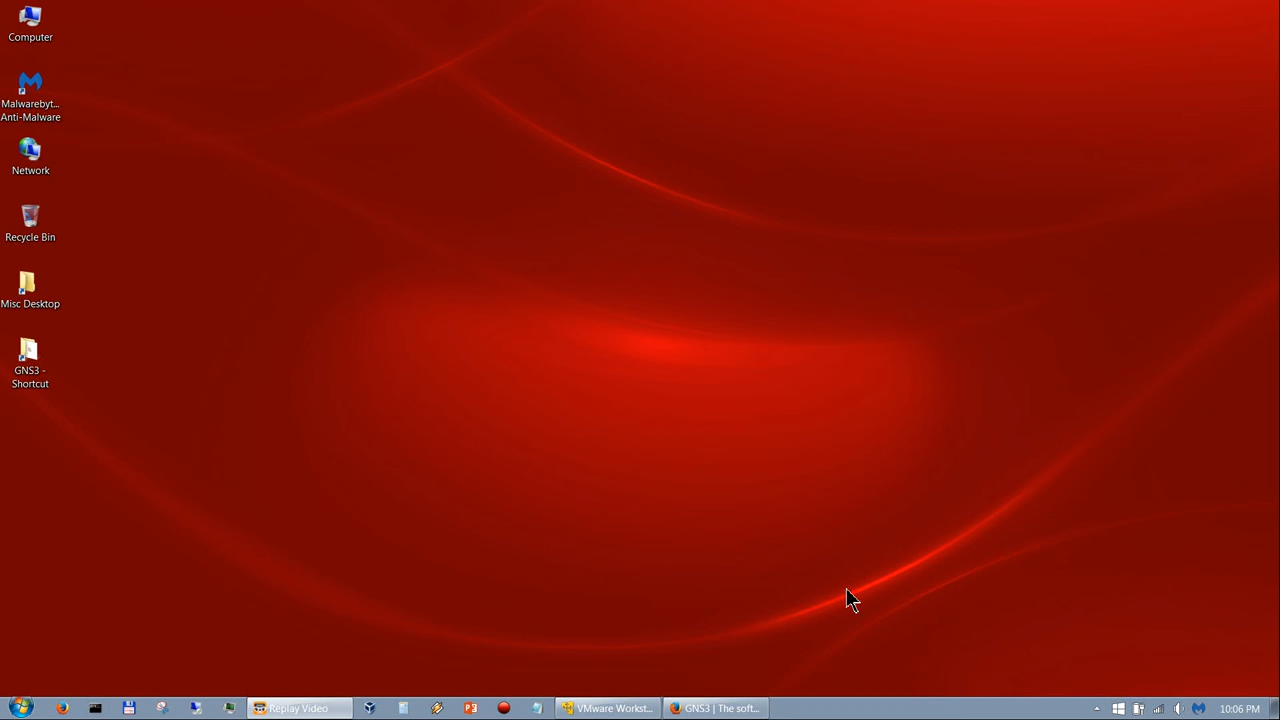 Computer
Malwarebyt...
Anti-Malware
Network
Recycle Bin
Misc Desktop
GNS3 -
Shortcut
Replay Video
VMware Workst...
GNS3 | The soft...
10:06 PM